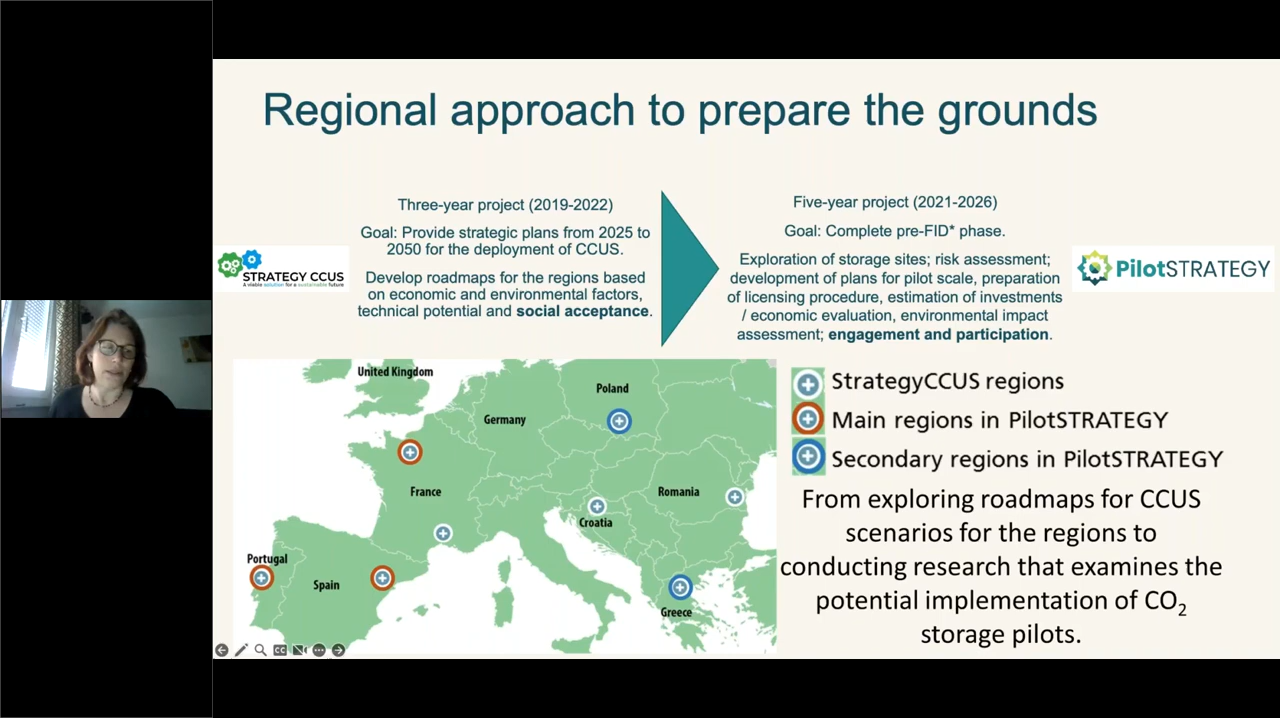 Regional approach to prepare the grounds
Three-year project (2019-2022)
Goal: Provide strategic plans from 2025 to
2050 for the deployment of CCUS.
Develop roadmaps for the regions based
on economic and environmental factors,
technical potential and social acceptance.
STRATEGY CCUS
A viable solution for a sustainable future
Five-year project (2021-2026)
Goal: Complete pre-FID* phase.
Exploration of storage sites; risk assessment;
development of plans for pilot scale, preparation
of licensing procedure, estimation of investments
/ economic evaluation, environmental impact
assessment; engagement and participation.
PilotSTRATEGY
United Kingdom
Poland
Germany
France
Romania
Croatia
Portugal
Spain
Greece
StrategyCCUS regions
Main regions in PilotSTRATEGY
Secondary regions in PilotSTRATEGY
From exploring roadmaps for CCUS
scenarios for the regions to
conducting research that examines the
potential implementation of CO₂
storage pilots.
CC